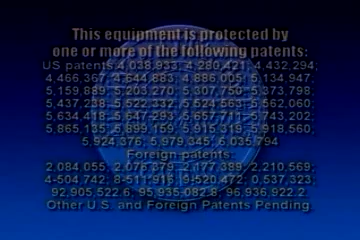 This equipment is protected by
one or more of the following patents:
US patents 4,038,933; 4,280,421; 4,432,294;
4,466,367; 4,644,883; 4,886,005; 5,134,947;
5,159,889; 5,203,270; 5,307,750; 5,373,798;
5,437,238; 5,522,332; 5,524,563; 5,562,060;
5,634,418; 5,647,293; 5,657,711; 5,743,202;
5,865,135; 5,899,159; 5,915,319; 5,918,560;
5,924,376; 5,979,345; 6,035,794
Foreign patents:
2,084,055; 2,076,379; 2,177,389; 2,210,569;
4-504,742; 8-511,916; 9-520,472; 0,537,323;
92,905,522.6; 95,935,082.8; 96,936,922.2
Other U.S. and Foreign Patents Pending.